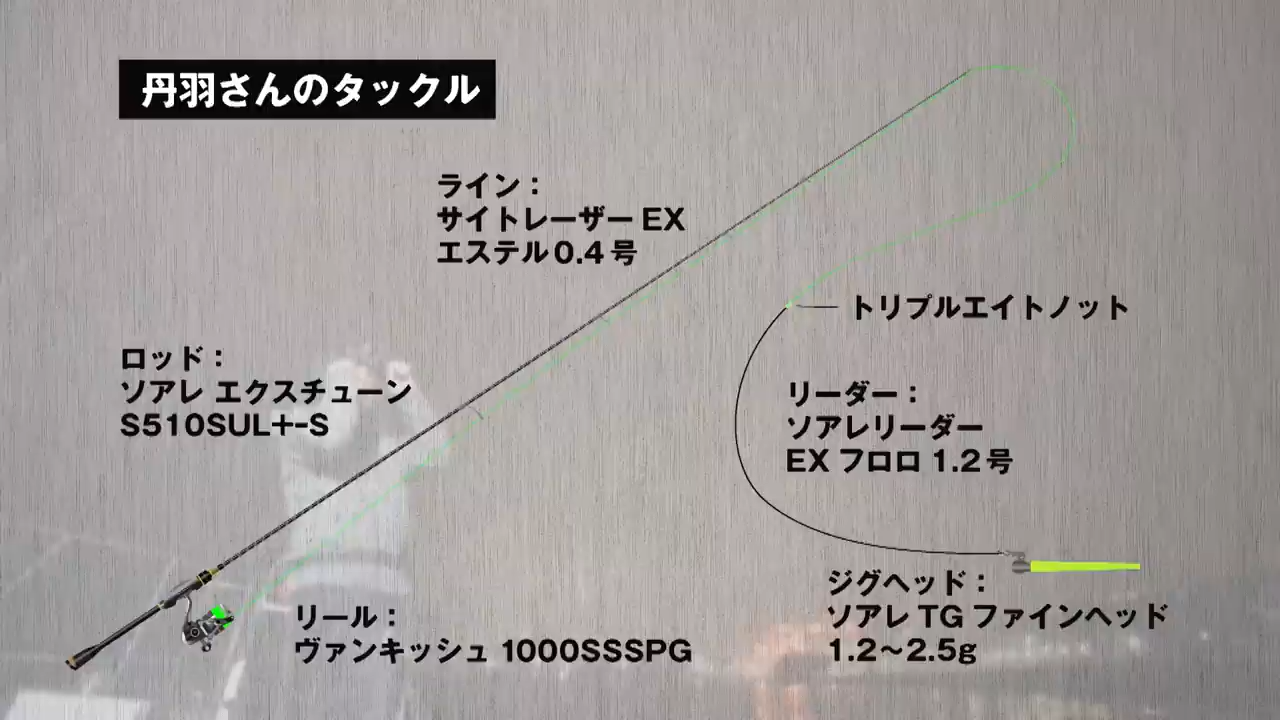 丹羽さんのタックル
ライン：
サイトレーザー EX
エステル0.4号
トリプルエイトノット
ロッド：
ソアレ エクスチューン
S510SUL+-S
リーダー：
ソアレリーダー
EX フロロ 1.2号
ジグヘッド：
ソアレ TG ファインヘッド
1.2〜2.5g
リール：
ヴァンキッシュ 1000SSSPG